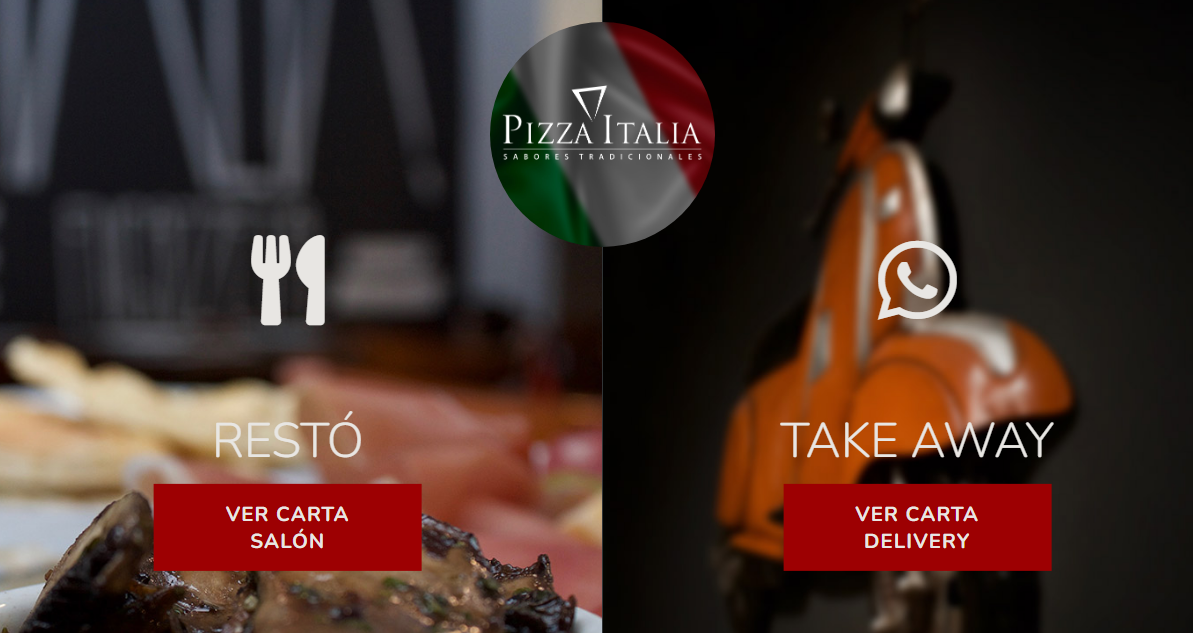 PIZZA ITALIA
SABORES TRADICIONALES
RESTÓ
VER CARTA
SALÓN
TAKE AWAY
VER CARTA
DELIVERY